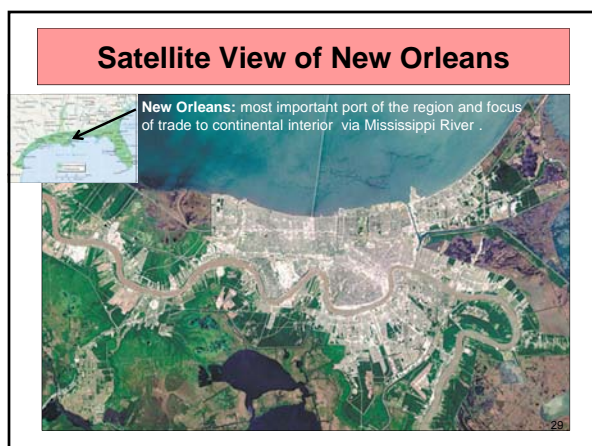 Satellite View of New Orleans
New Orleans: most important port of the region and focus
of trade to continental interior via Mississippi River .
29